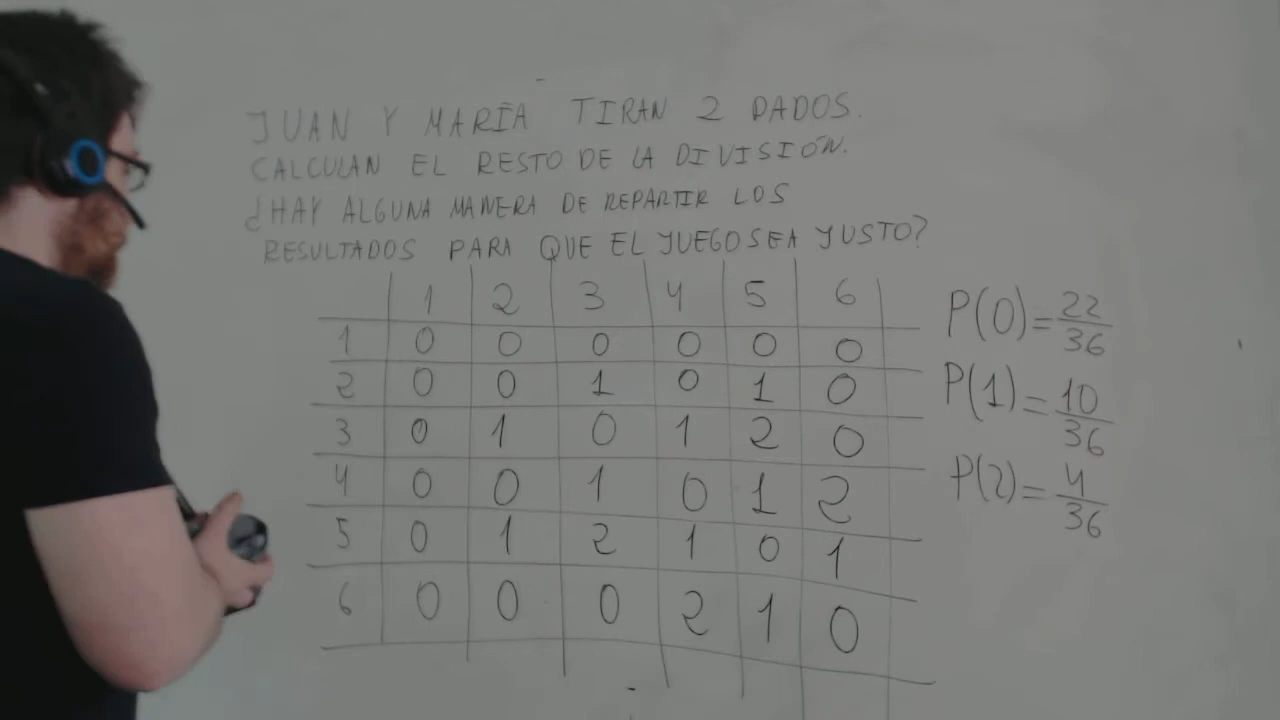 JUAN Y MARÍA TIRAN 2 DADOS.
CALCULAN EL RESTO DE LA DIVISIÓN.
¿HAY ALGUNA MANERA DE REPARTIR LOS
RESULTADOS PARA QUE EL JUEGO SEA JUSTO?
1 2 3 4 5 6
1 0 0 0 0 0 0
2 0 0 1 0 1 0
3 0 1 0 1 2 0
4 0 0 1 0 1 2
5 0 1 2 1 0 1
6 0 0 0 2 1 0
P(0)=22/36
P(1)=10/36
P(2)=4/36